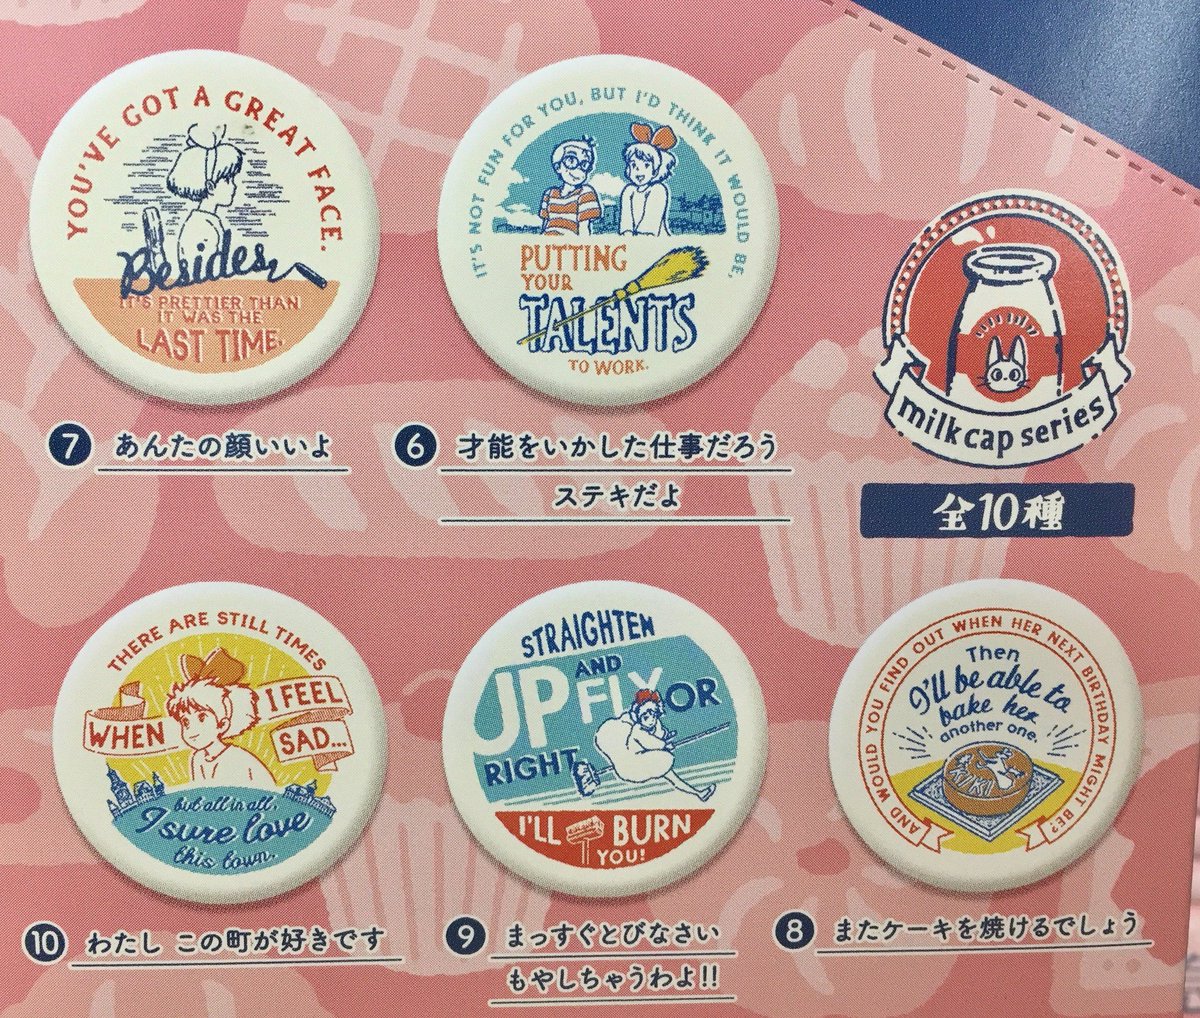 YOU'VE GOT A GREAT FACE.
Besides
IT'S PRETTIER THAN
IT WAS THE
LAST TIME.
7 あんたの顔いいよ
IT'S NOT FUN FOR YOU, BUT I'D THINK IT WOULD BE,
PUTTING
YOUR
TALENTS
TO WORK.
6 才能をいかした仕事だろう
ステキだよ
milk cap series
全10種
THERE ARE STILL TIMES
WHEN I FEEL
SAD...
but all in all,
I sure love
this town.
10 わたし この町が好きです
STRAIGHTEN
UP AND
FLY
RIGHT OR
I'LL BURN
YOU!
9 まっすぐとびなさい
もやしちゃうわよ!!
AND WOULD YOU FIND OUT WHEN HER NEXT BIRTHDAY MIGHT BE?
Then
I'll be able to
bake her
another one.
8 またケーキを焼けるでしょう